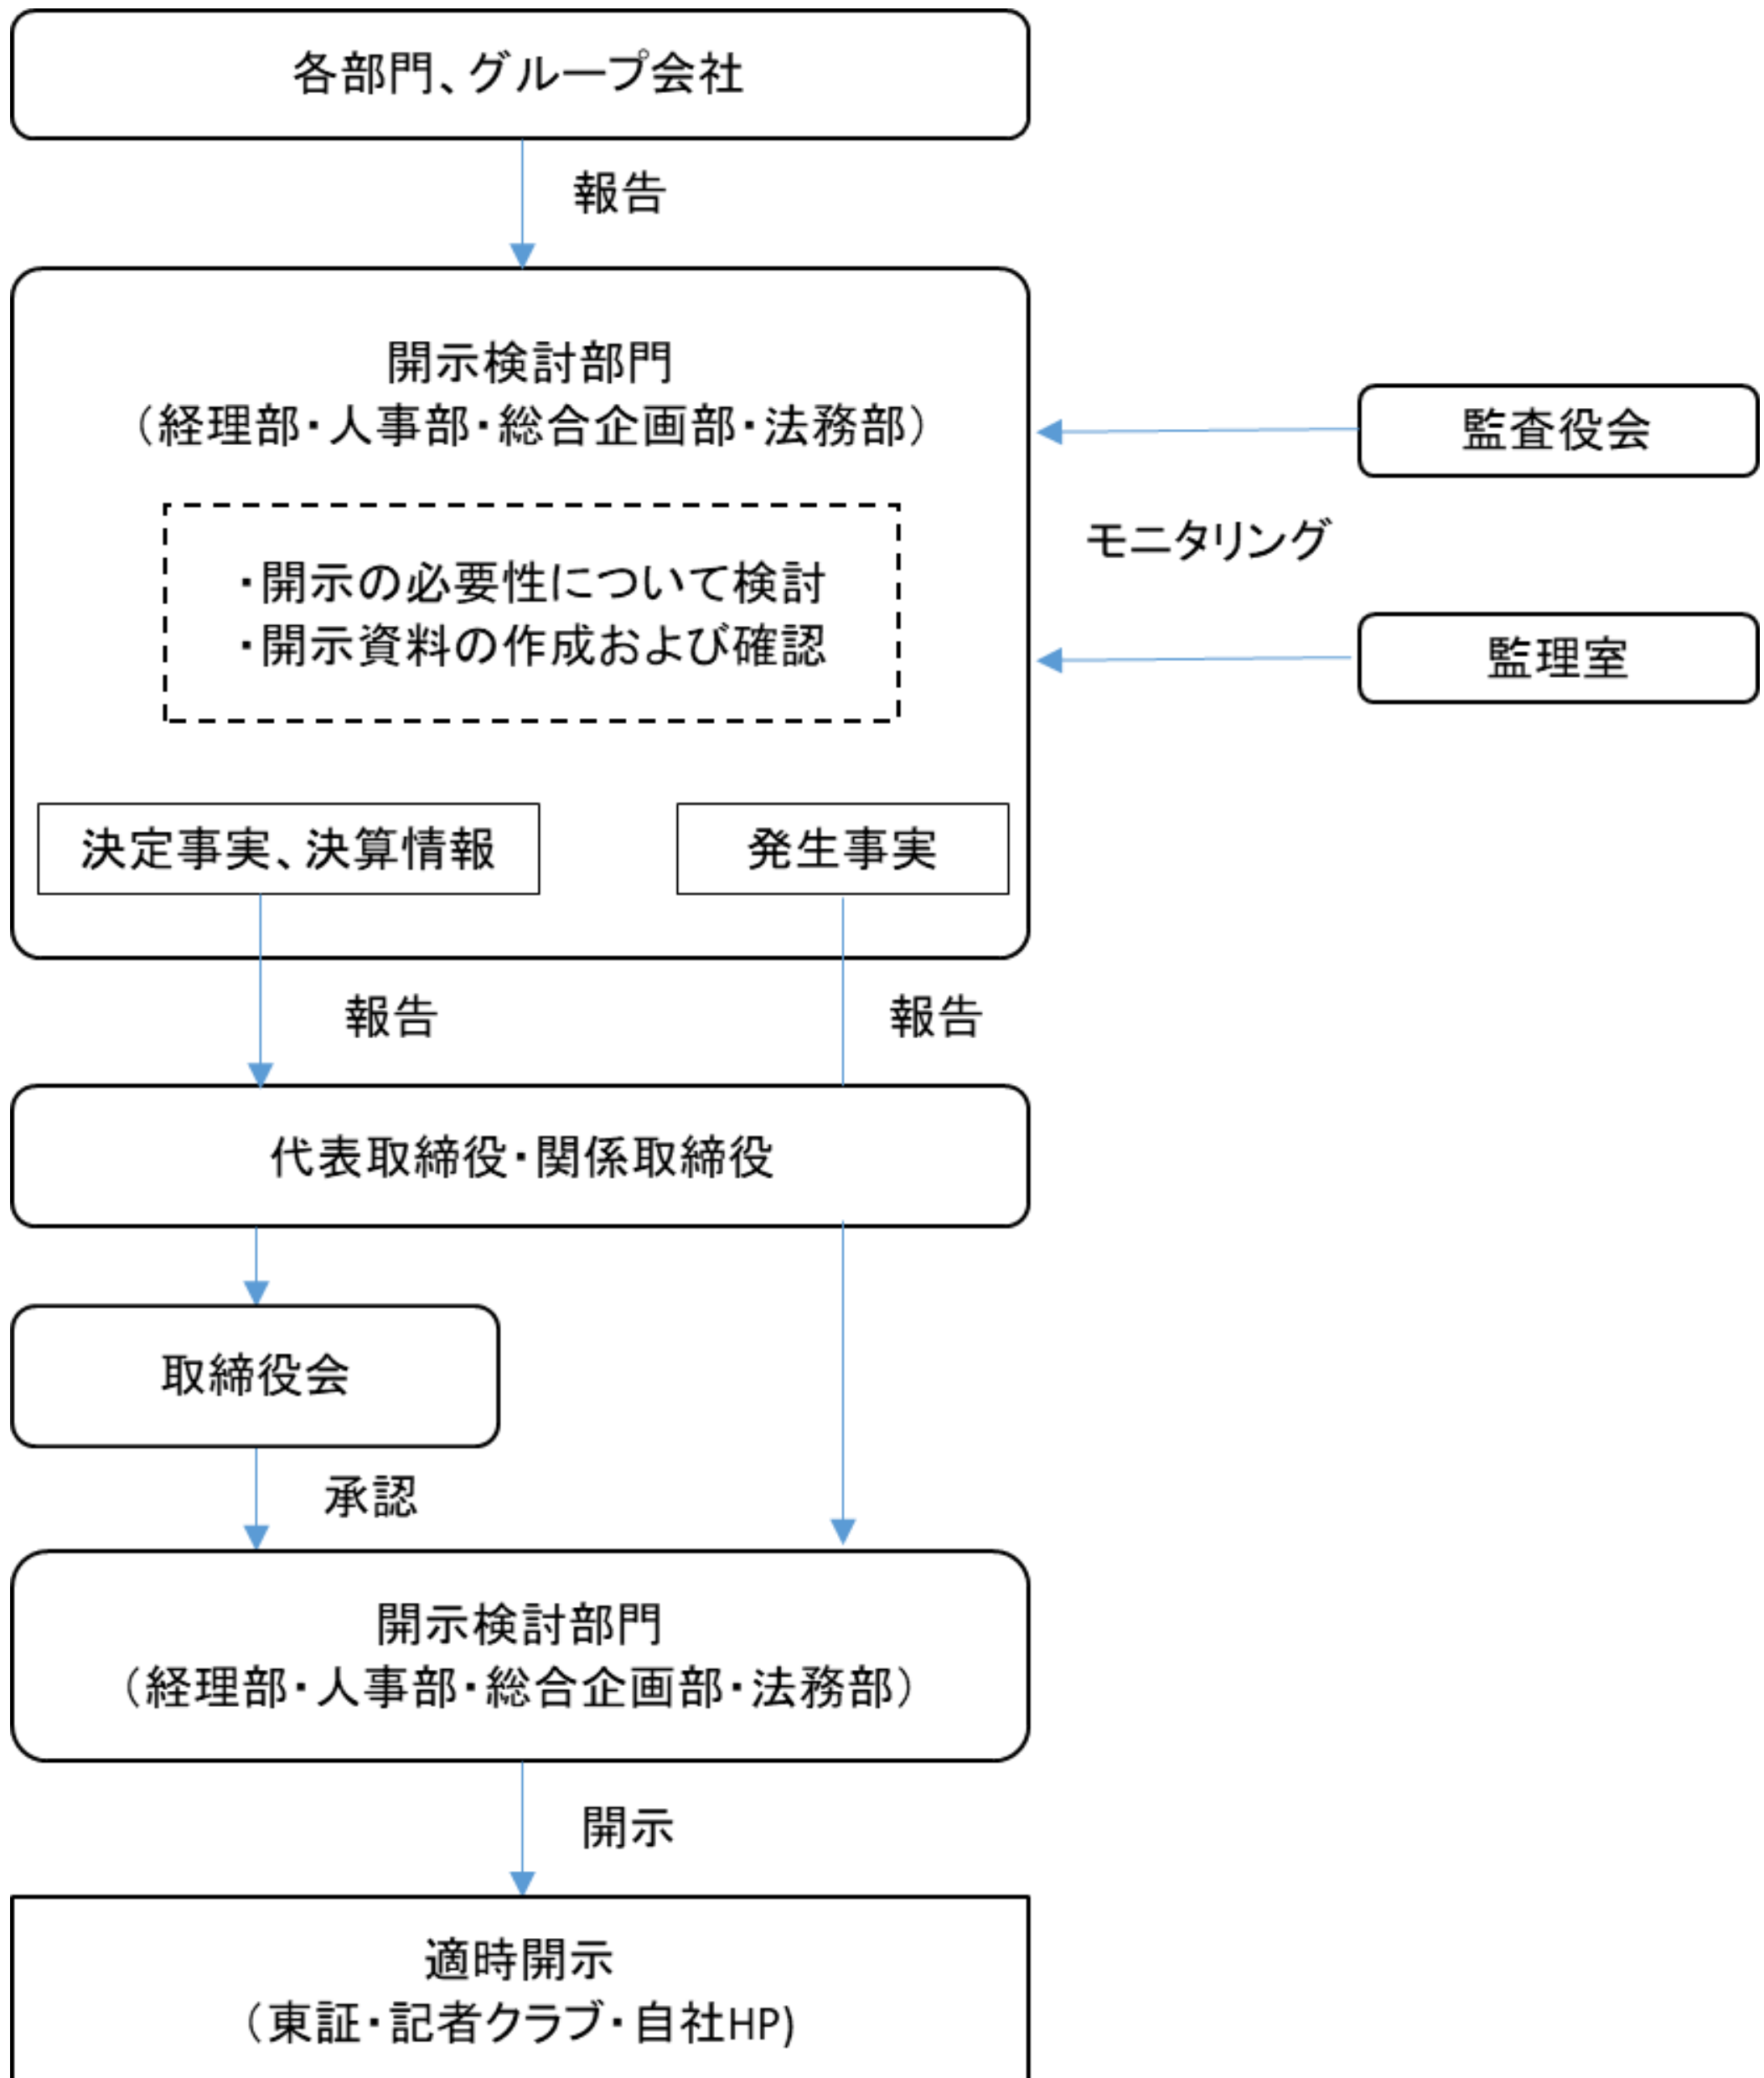 各部門、グループ会社
報告
開示検討部門
（経理部・人事部・総合企画部・法務部）
監査役会
モニタリング
・開示の必要性について検討
・開示資料の作成および確認
監理室
決定事実、決算情報
発生事実
報告
報告
代表取締役・関係取締役
取締役会
承認
開示検討部門
（経理部・人事部・総合企画部・法務部）
開示
適時開示
（東証・記者クラブ・自社HP)